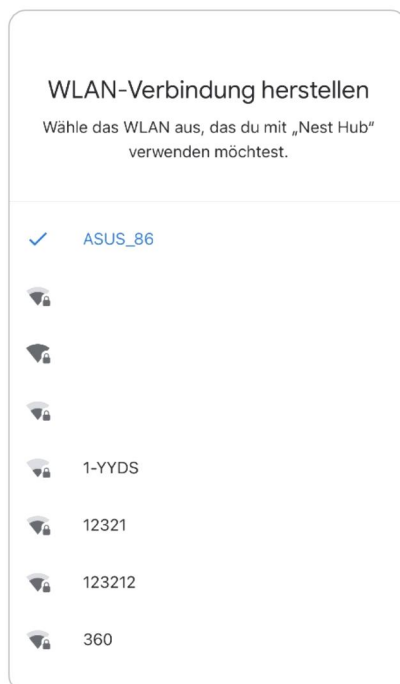 WLAN-Verbindung herstellen
Wähle das WLAN aus, das du mit „Nest Hub“
verwenden möchtest.
ASUS_86
1-YYDS
12321
123212
360